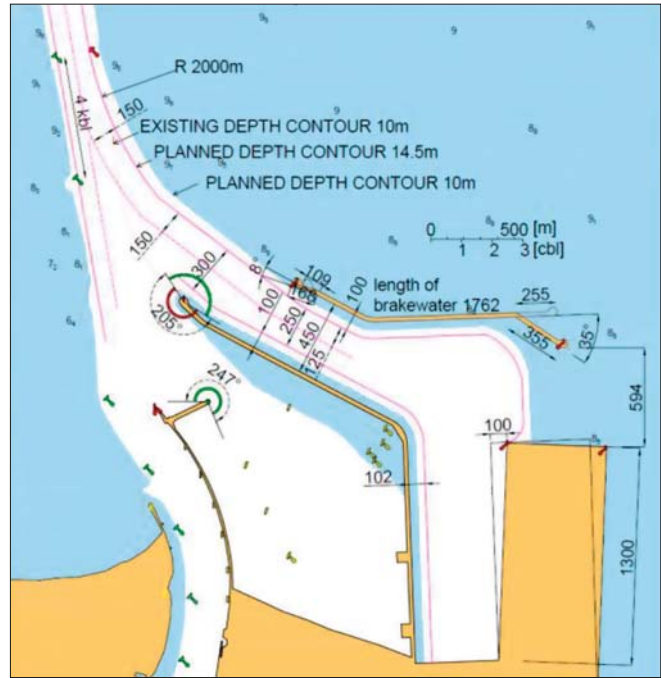 R 2000m
150
4 kbl
EXISTING DEPTH CONTOUR 10m
PLANNED DEPTH CONTOUR 14.5m
PLANNED DEPTH CONTOUR 10m
0 500 [m]
1 2 3 [cbl]
150
300
8°
109
168
100
250
450
125
100
length of
brakewater 1762
255
355
35°
205°
247°
594
100
102
1300